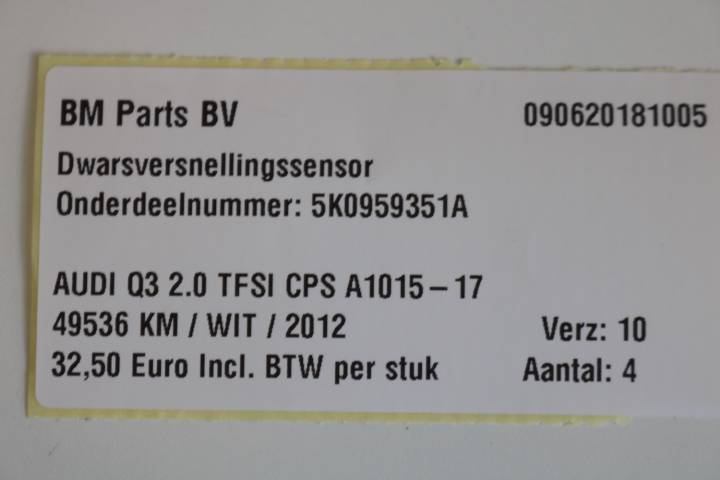 BM Parts BV 090620181005
Dwarsversnellingssensor
Onderdeelnummer: 5K0959351A
AUDI Q3 2.0 TFSI CPS A1015-17
49536 KM / WIT / 2012 Verz: 10
32,50 Euro Incl. BTW per stuk Aantal: 4